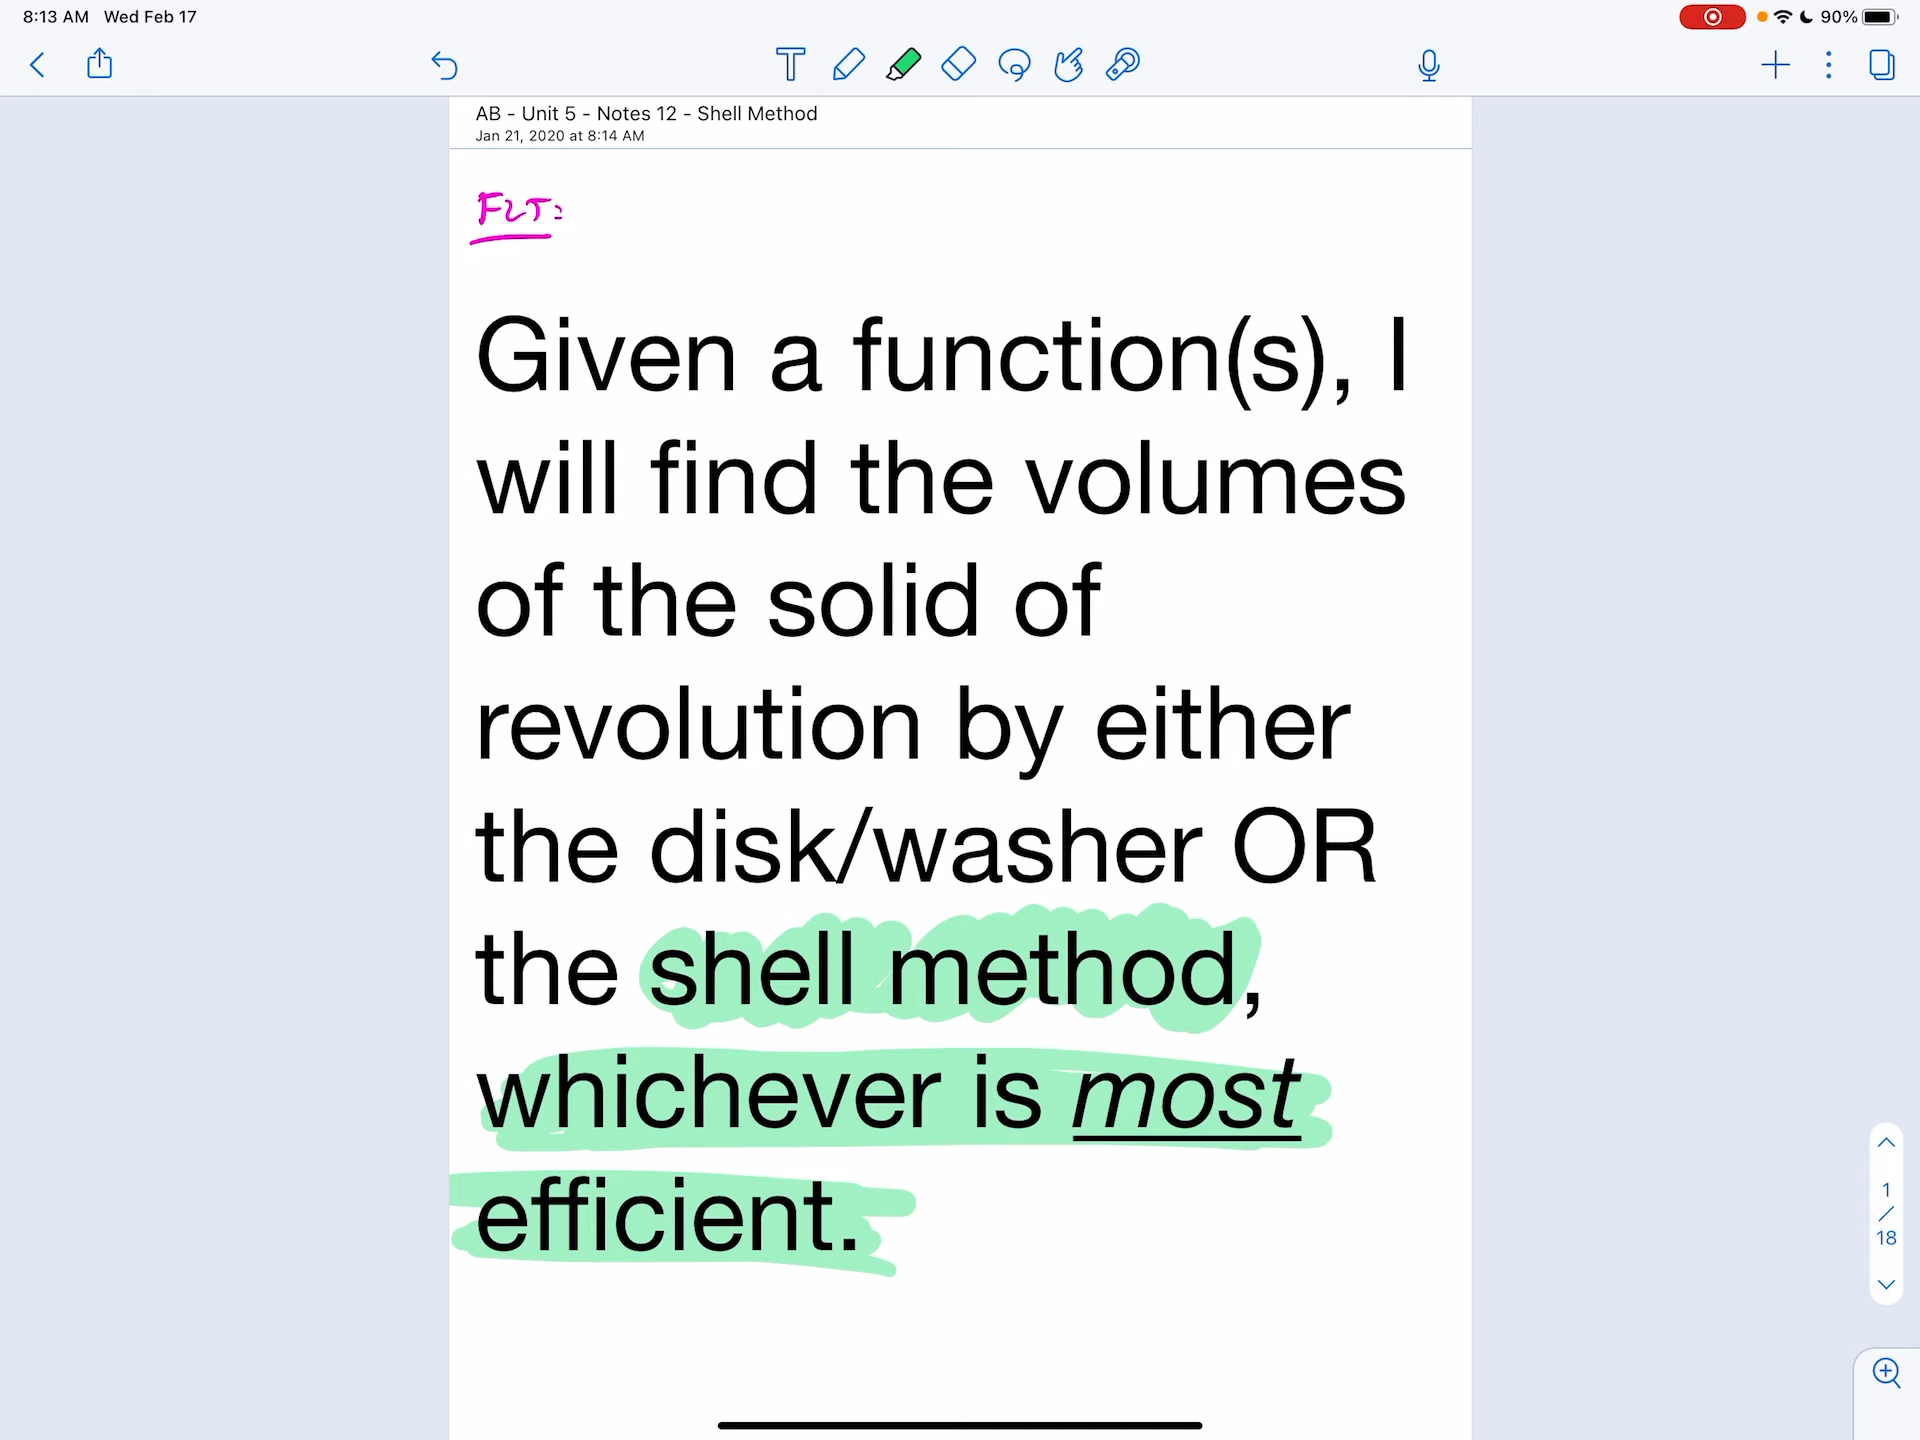 8:13 AM Wed Feb 17
90%
AB - Unit 5 - Notes 12 - Shell Method
Jan 21, 2020 at 8:14 AM
FLT:
Given a function(s), I
will find the volumes
of the solid of
revolution by either
the disk/washer OR
the shell method,
whichever is most
efficient.
1
/
18